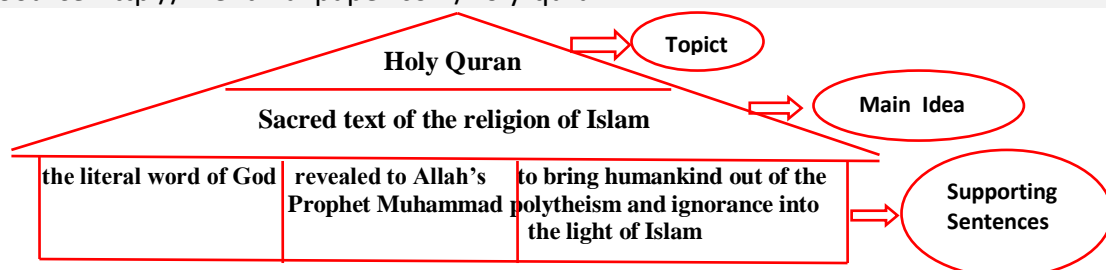 Holy Quran
Topict
Sacred text of the religion of Islam
Main Idea
the literal word of God
revealed to Allah's
Prophet Muhammad
to bring humankind out of the
polytheism and ignorance into
the light of Islam
Supporting
Sentences